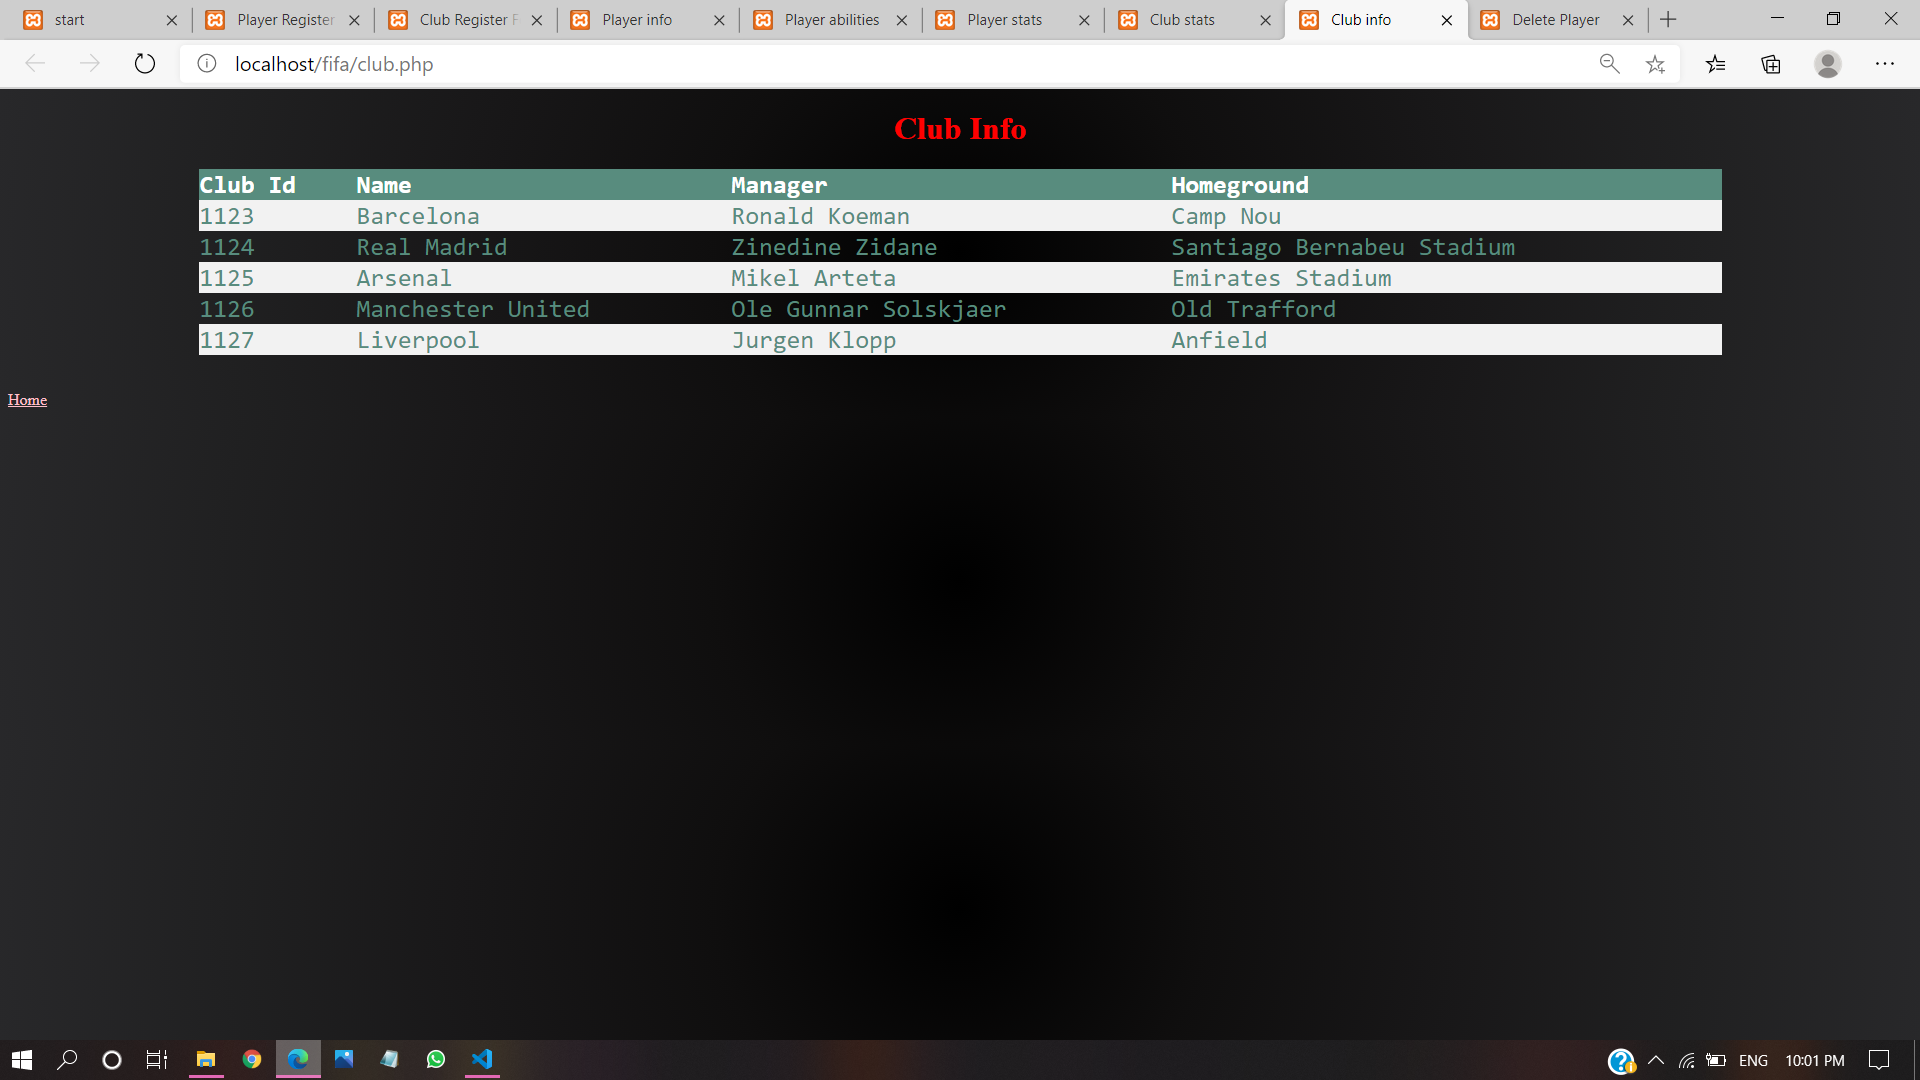 start Player Register Club Register F Player info Player abilities Player stats Club stats Club info Delete Player
localhost/fifa/club.php
Club Info
Club Id Name Manager Homeground
1123 Barcelona Ronald Koeman Camp Nou
1124 Real Madrid Zinedine Zidane Santiago Bernabeu Stadium
1125 Arsenal Mikel Arteta Emirates Stadium
1126 Manchester United Ole Gunnar Solskjaer Old Trafford
1127 Liverpool Jurgen Klopp Anfield
Home
ENG 10:01 PM